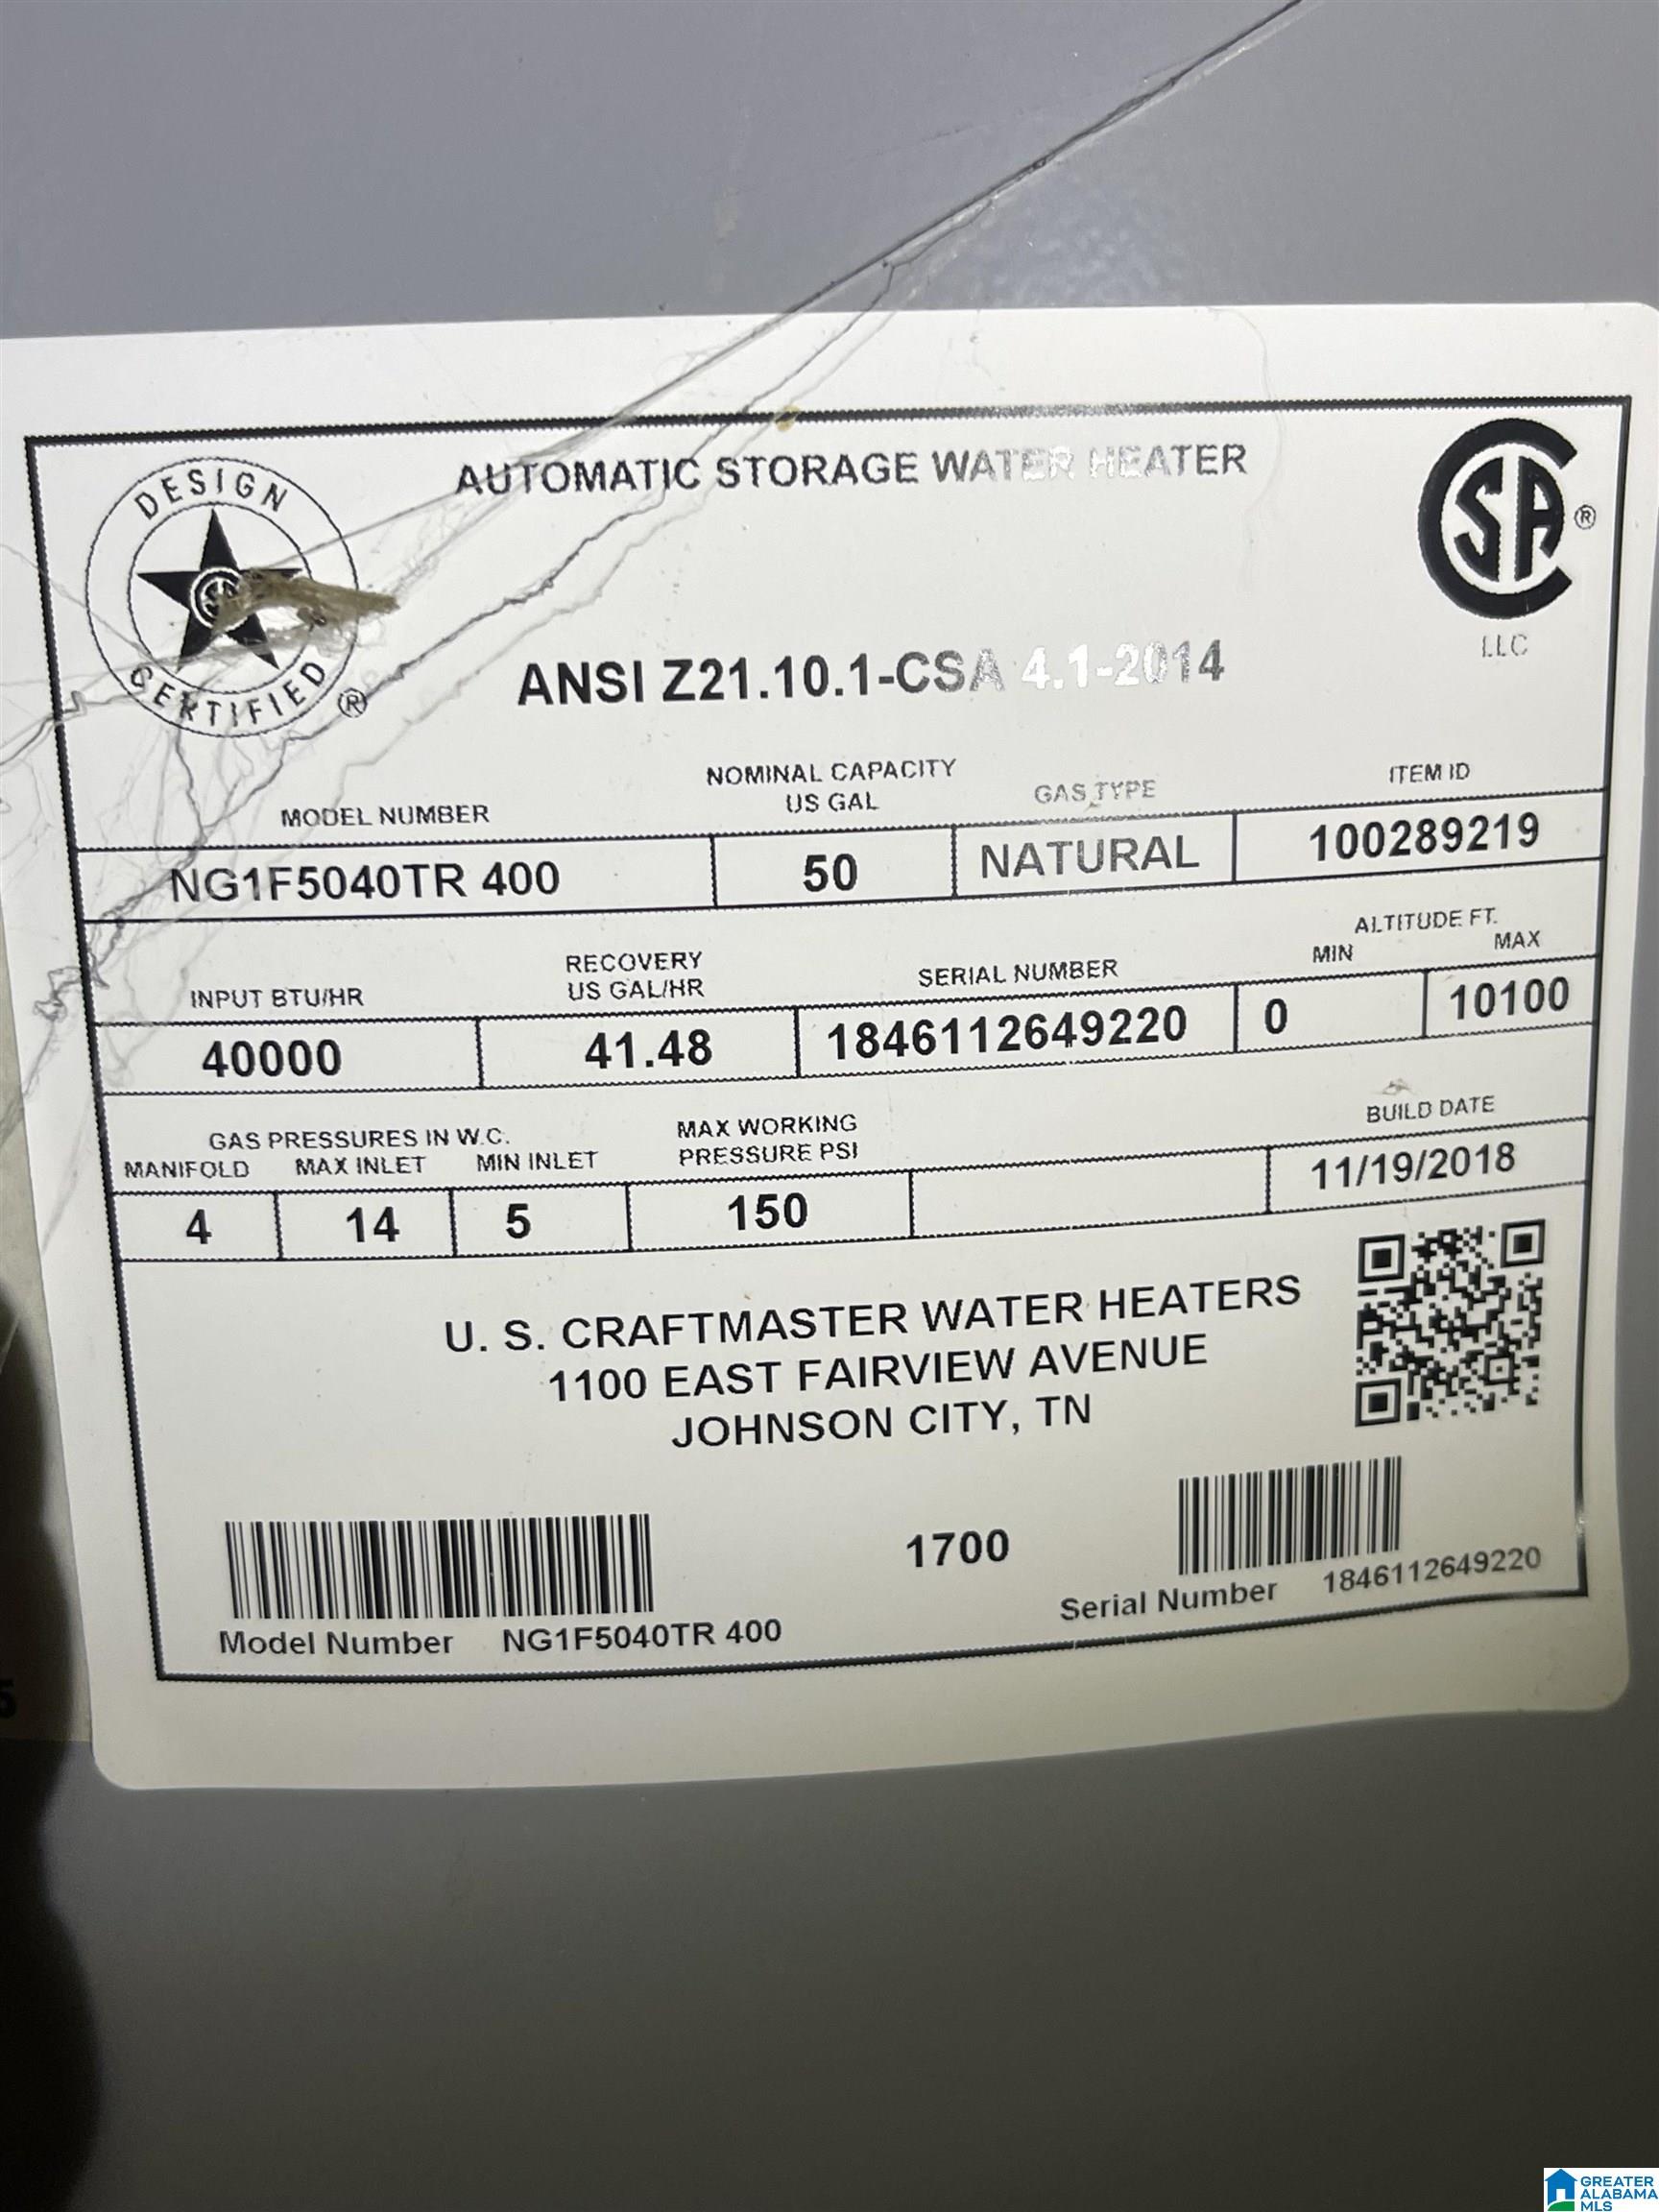 DESIGN
CERTIFIED ®
AUTOMATIC STORAGE WATER HEATER
CSA ®
LLC
ANSI Z21.10.1-CSA 4.1-2014
MODEL NUMBER
NOMINAL CAPACITY
US GAL
GAS TYPE
ITEM ID
NG1F5040TR 400
50
NATURAL
100289219
INPUT BTU/HR
RECOVERY
US GAL/HR
SERIAL NUMBER
ALTITUDE FT.
MIN
MAX
40000
41.48
1846112649220
0
10100
GAS PRESSURES IN W.C.
MANIFOLD
MAX INLET
MIN INLET
MAX WORKING
PRESSURE PSI
BUILD DATE
4
14
5
150
11/19/2018
U. S. CRAFTMASTER WATER HEATERS
1100 EAST FAIRVIEW AVENUE
JOHNSON CITY, TN
1700
Model Number NG1F5040TR 400
Serial Number 1846112649220
5
GREATER
ALABAMA
MLS